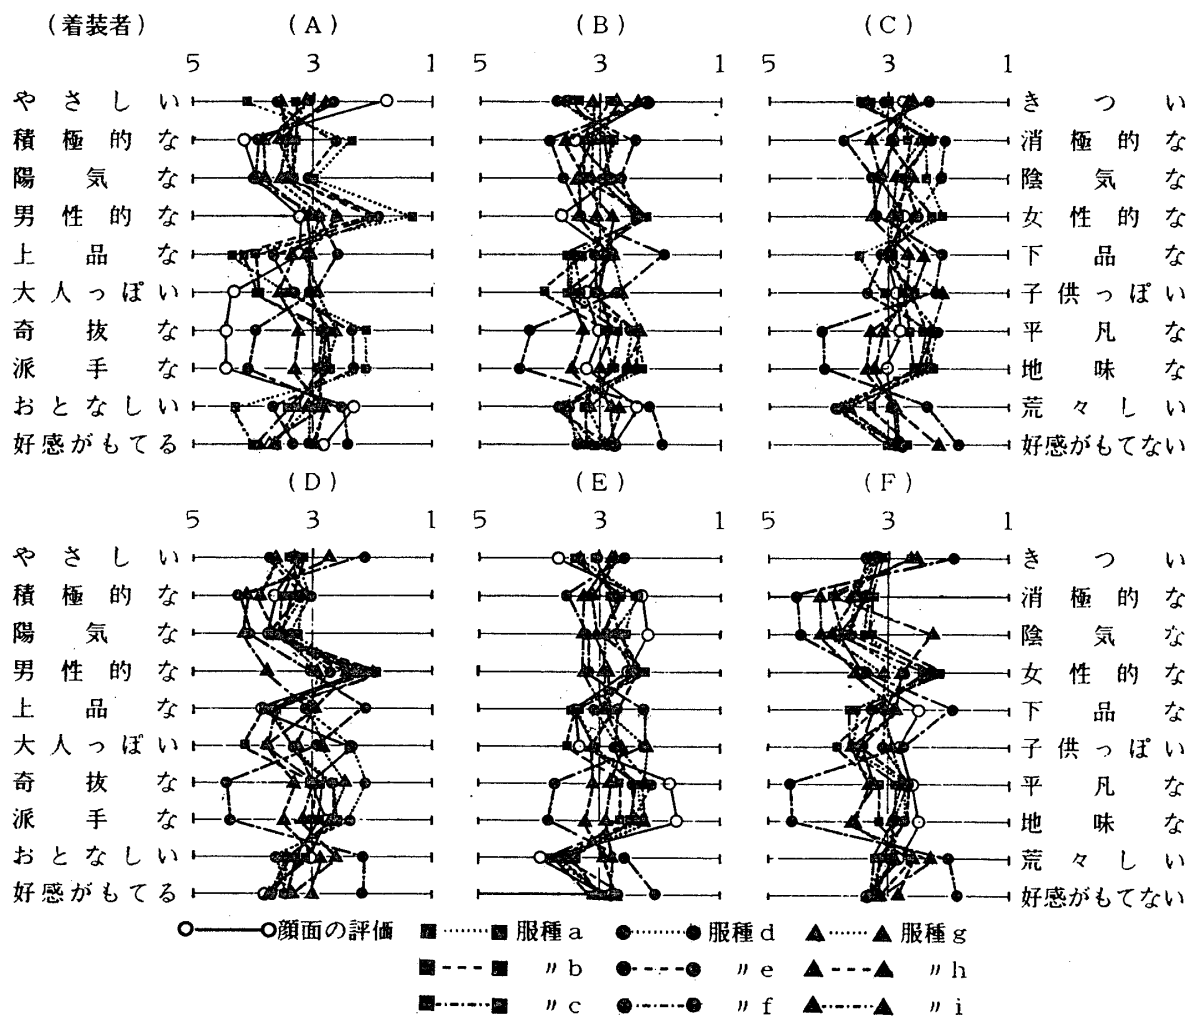 (着装者) (A) (B) (C)
5 3 1 5 3 1 5 3 1
やさしい きつい
積極的な 消極的な
陽気な 陰気な
男性的な 女性的な
上品な 下品な
大人っぽい 子供っぽい
奇抜な 平凡な
派手な 地味な
おとなしい 荒々しい
好感がもてる 好感がもてない
(D) (E) (F)
5 3 1 5 3 1 5 3 1
やさしい きつい
積極的な 消極的な
陽気な 陰気な
男性的な 女性的な
上品な 下品な
大人っぽい 子供っぽい
奇抜な 平凡な
派手な 地味な
おとなしい 荒々しい
好感がもてる 好感がもてない
顔面の評価 服種a 服種d 服種g
〃b 〃e 〃h
〃c 〃f 〃i